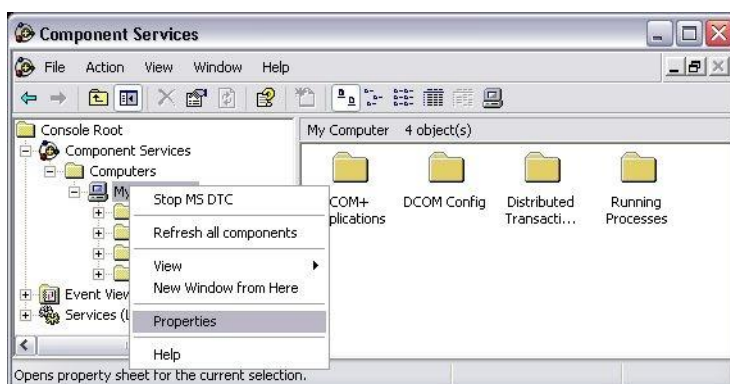 Component Services
File Action View Window Help
Console Root
Component Services
Computers
My
Event View
Services (L
My Computer 4 object(s)
COM+
plications
DCOM Config
Distributed
Transacti...
Running
Processes
Stop MS DTC
Refresh all components
View
New Window from Here
Properties
Help
Opens property sheet for the current selection.